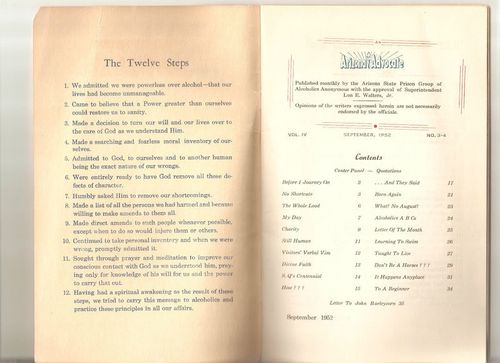 The Twelve Steps
1. We admitted we were powerless over alcohol—that our
lives had become unmanageable.
2. Came to believe that a Power greater than ourselves
could restore us to sanity.
3. Made a decision to turn our will and our lives over to
the care of God as we understand Him.
4. Made a searching and fearless moral inventory of our-
selves.
5. Admitted to God, to ourselves and to another human
being the exact nature of our wrongs.
6. Were entirely ready to have God remove all these de-
fects of character.
7. Humbly asked Him to remove our shortcomings.
8. Made a list of all the persons we had harmed and became
willing to make amends to them all.
9. Made direct amends to such people whenever possible,
except when to do so would injure them or others.
10. Continued to take personal inventory and when we were
wrong, promptly admitted it.
11. Sought through prayer and meditation to improve our
conscious contact with God as we understood him, pray-
ing only for knowledge of his will for us and the power
to carry that out.
12. Having had a spiritual awakening as the result of these
steps, we tried to carry this message to alcoholics and
practice these principles in all our affairs.
Arizona Advocate
Published monthly by the Arizona State Prison Group of
Alcoholics Anonymous with the approval of Superintendent
Lon E. Walters, Jr.
Opinions of the writers expressed herein are not necessarily
endorsed by the officials.
VOL. IV SEPTEMBER, 1952 NO. 3-4
Contents
Center Panel — Quotations
Before I Journey On 2 . . . And They Said 17
No Shortcuts 3 Born Again 21
The Whole Load 6 What! No August? 23
My Day 7 Alcoholics A B Cs 24
Charity 9 Letter Of The Month 25
Still Human 11 Learning To Swim 26
Visitors' Verbal Vim 12 Taught To Live 27
Divine Faith 13 Don't Be A Horses ! ! ! 29
S.Q's Centennial 14 It Happens Anyplace 31
How ! ! ! 15 To A Beginner 34
Letter To John Barleycorn 35
September 1952